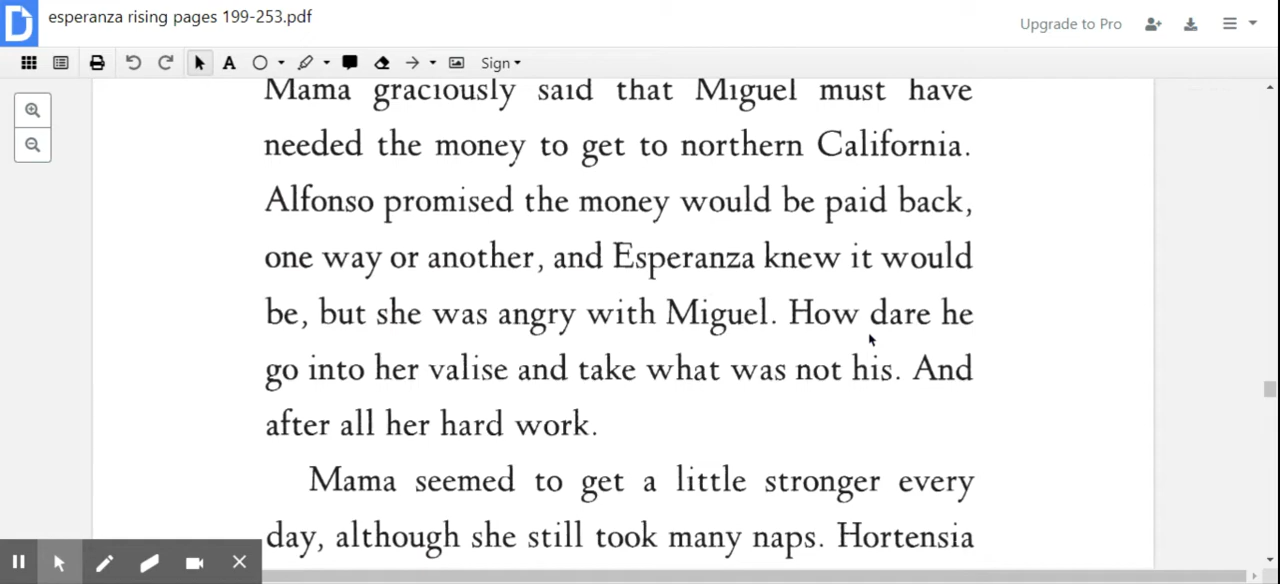 esperanza rising pages 199-253.pdf
Upgrade to Pro
A
Sign
Mama graciously said that Miguel must have
needed the money to get to northern California.
Alfonso promised the money would be paid back,
one way or another, and Esperanza knew it would
be, but she was angry with Miguel. How dare he
go into her valise and take what was not his. And
after all her hard work.
Mama seemed to get a little stronger every
day, although she still took many naps. Hortensia